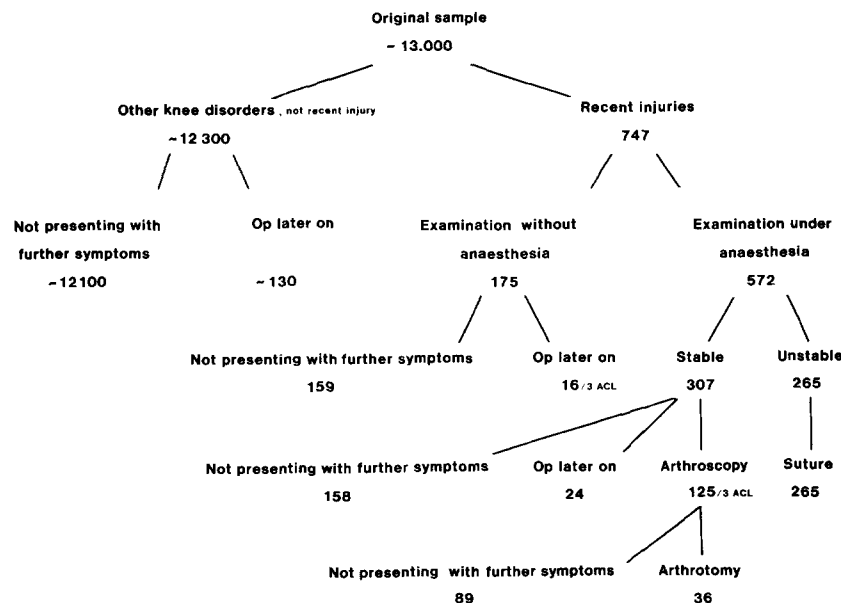 Original sample
~ 13.000
Other knee disorders, not recent injury
~12 300
Recent injuries
747
Not presenting with
further symptoms
~12100
Op later on
~130
Examination without
anaesthesia
175
Examination under
anaesthesia
572
Not presenting with further symptoms
159
Op later on
16/3 ACL
Stable
307
Unstable
265
Not presenting with further symptoms
158
Op later on
24
Arthroscopy
125/3 ACL
Suture
265
Not presenting with further symptoms
89
Arthrotomy
36